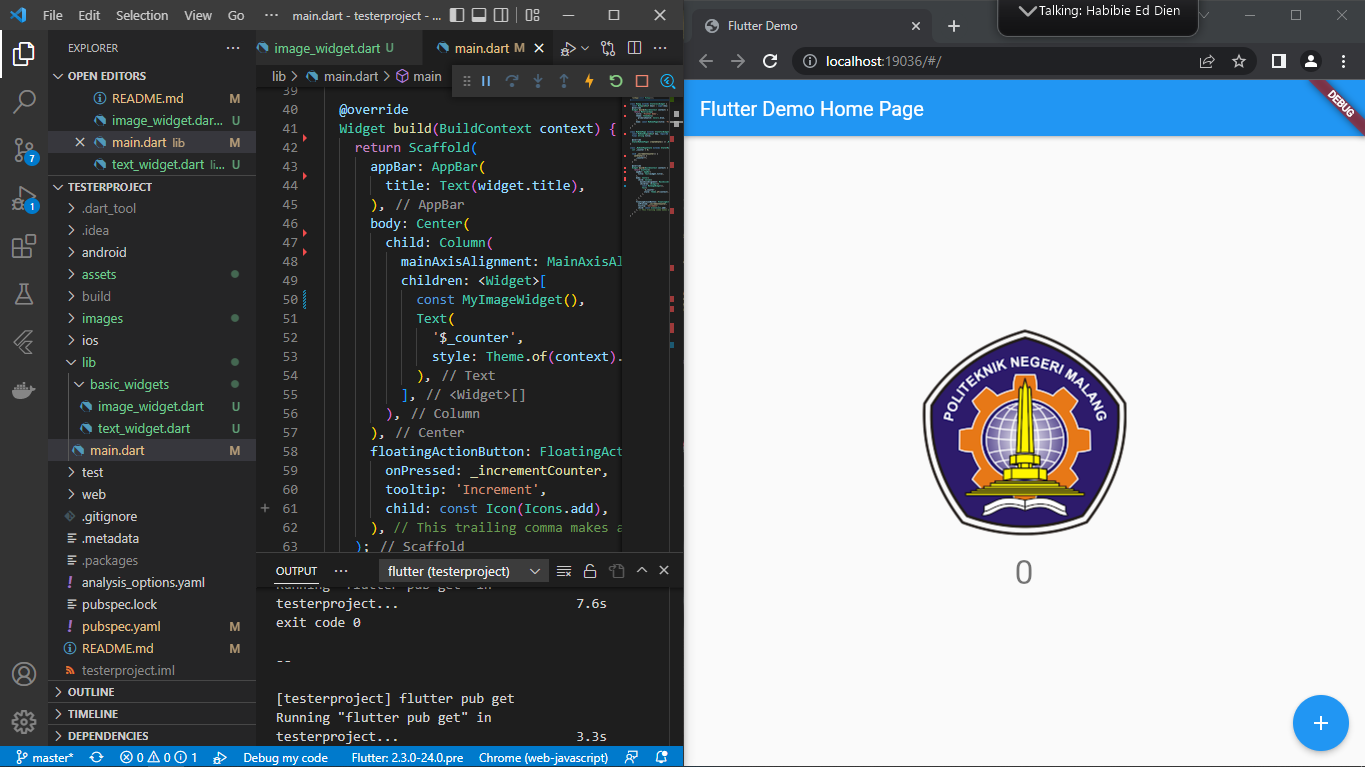 File Edit Selection View Go ··· main.dart - testerproject - ...
EXPLORER ···
OPEN EDITORS
README.md M
image_widget.dar... U
main.dart lib M
text_widget.dart li... U
TESTERPROJECT
.dart_tool
.idea
android
assets
build
images
ios
lib
basic_widgets
image_widget.dart U
text_widget.dart U
main.dart M
test
web
.gitignore
.metadata
.packages
analysis_options.yaml
pubspec.lock
pubspec.yaml M
README.md M
testerproject.iml
OUTLINE
TIMELINE
DEPENDENCIES
7
1
image_widget.dart U main.dart M
lib > main.dart > main
39
40 @override
41 Widget build(BuildContext context) {
42 return Scaffold(
43 appBar: AppBar(
44 title: Text(widget.title),
45 ), // AppBar
46 body: Center(
47 child: Column(
48 mainAxisAlignment: MainAxisAl
49 children: <Widget>[
50 const MyImageWidget(),
51 Text(
52 '$_counter',
53 style: Theme.of(context).
54 ), // Text
55 ], // <Widget>[]
56 ), // Column
57 ), // Center
58 floatingActionButton: FloatingAct
59 onPressed: _incrementCounter,
60 tooltip: 'Increment',
61 child: const Icon(Icons.add),
62 ), // This trailing comma makes a
63 ); // Scaffold
OUTPUT ··· flutter (testerproject)
Running "flutter pub get" in
testerproject... 7.6s
exit code 0
--
[testerproject] flutter pub get
Running "flutter pub get" in
testerproject... 3.3s
master* 0 0 1 Debug my code Flutter: 2.3.0-24.0.pre Chrome (web-javascript)
Flutter Demo
Talking: Habibie Ed Dien
localhost:19036/#/
Flutter Demo Home Page
DEBUG
POLITEKNIK NEGERI MALANG
0